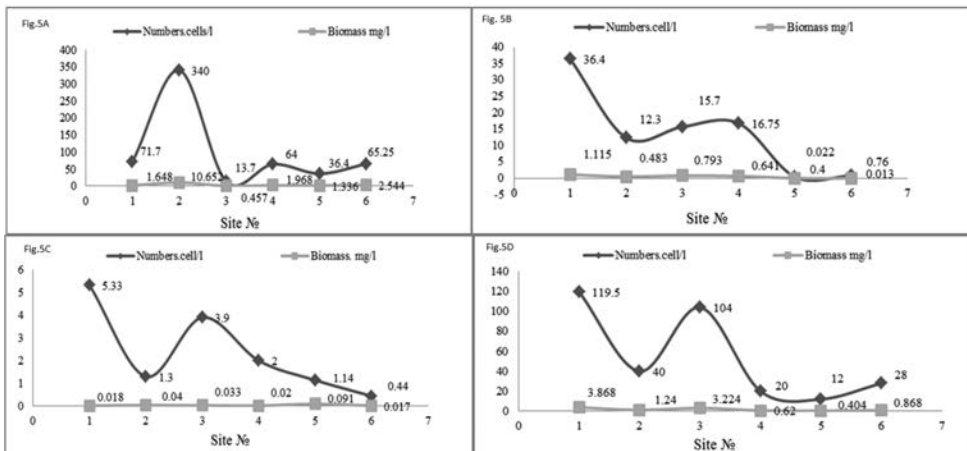 Fig.5A
Numbers.cells/l Biomass mg/l
400
350
300
250
200
150
100
50
0
71.7 340 13.7 64 36.4 65.25
1.648 10.652 0.457 1.968 1.336 2.544
0 1 2 3 4 5 6 7
Site №
Fig. 5B
Numbers.cell/l Biomass mg/l
40
35
30
25
20
15
10
5
0
-5
36.4 12.3 15.7 16.75 0.4 0.76
1.115 0.483 0.793 0.641 0.022 0.013
0 1 2 3 4 5 6 7
Site №
Fig.5C
Numbers.cell/l Biomass. mg/l
6
5
4
3
2
1
0
5.33 1.3 3.9 2 1.14 0.44
0.018 0.04 0.033 0.02 0.091 0.017
0 1 2 3 4 5 6 7
Site №
Fig.5D
Numbers.cell/l Biomass mg/l
140
120
100
80
60
40
20
0
119.5 40 104 20 12 28
3.868 1.24 3.224 0.62 0.404 0.868
0 1 2 3 4 5 6 7
Site №